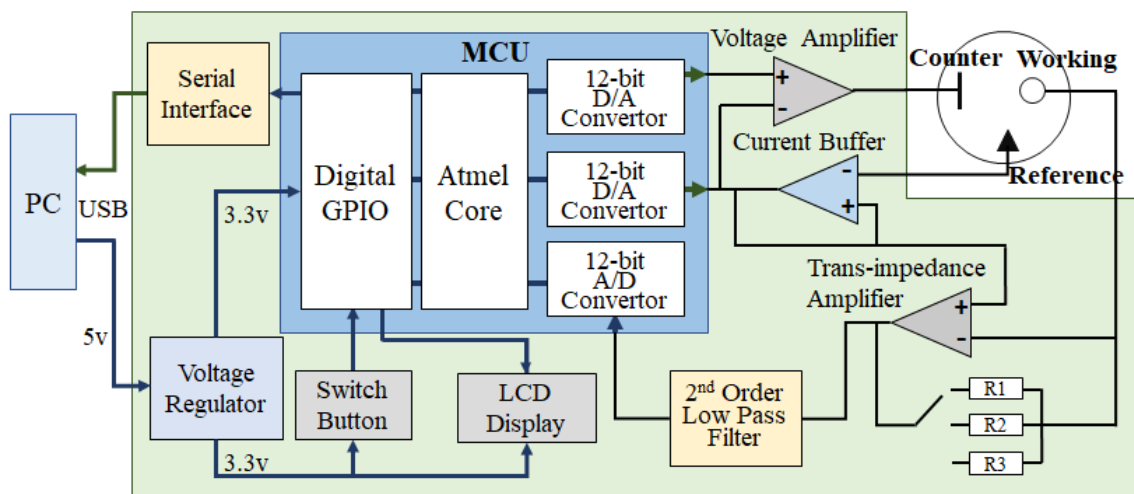 MCU
Serial
Interface
Digital
GPIO
Atmel
Core
12-bit
D/A
Convertor
12-bit
D/A
Convertor
12-bit
A/D
Convertor
Voltage Amplifier
+
-
Counter
Working
Reference
Current Buffer
-
+
Trans-impedance
Amplifier
+
-
PC
USB
3.3v
5v
Voltage
Regulator
Switch
Button
LCD
Display
2nd Order
Low Pass
Filter
R1
R2
R3
3.3v